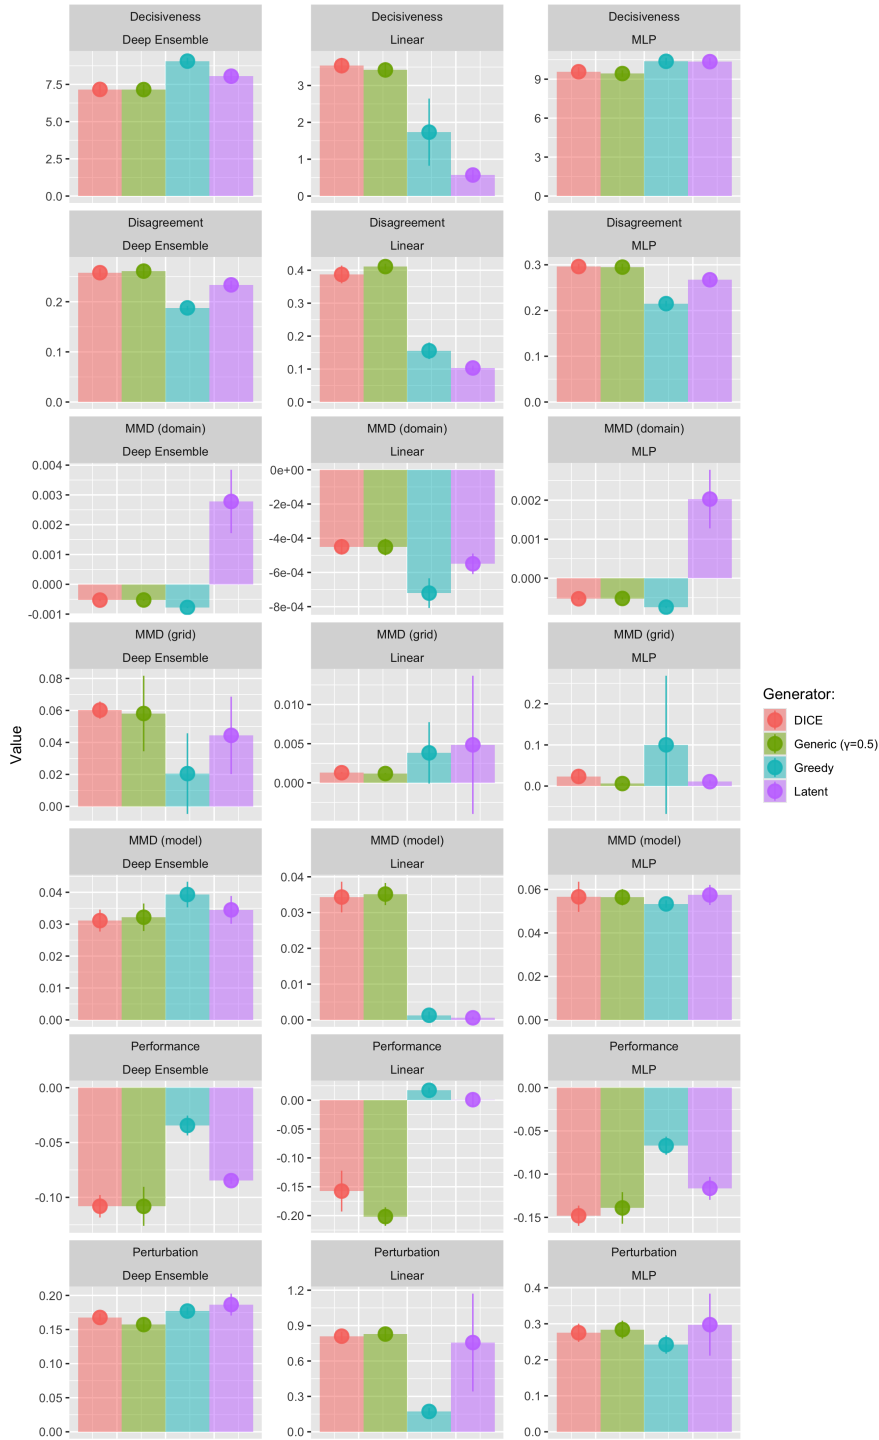 Decisiveness
Deep Ensemble
7.5
5.0
2.5
0.0
Decisiveness
Linear
3
2
1
0
Decisiveness
MLP
9
6
3
0
Disagreement
Deep Ensemble
0.2
0.1
0.0
Disagreement
Linear
0.4
0.3
0.2
0.1
0.0
Disagreement
MLP
0.3
0.2
0.1
0.0
MMD (domain)
Deep Ensemble
0.004
0.003
0.002
0.001
0.000
-0.001
MMD (domain)
Linear
0e+00
-2e-04
-4e-04
-6e-04
-8e-04
MMD (domain)
MLP
0.002
0.001
0.000
MMD (grid)
Deep Ensemble
0.08
0.06
0.04
0.02
0.00
MMD (grid)
Linear
0.010
0.005
0.000
MMD (grid)
MLP
0.2
0.1
0.0
MMD (model)
Deep Ensemble
0.04
0.03
0.02
0.01
0.00
MMD (model)
Linear
0.04
0.03
0.02
0.01
0.00
MMD (model)
MLP
0.06
0.04
0.02
0.00
Performance
Deep Ensemble
0.00
-0.05
-0.10
Performance
Linear
0.00
-0.05
-0.10
-0.15
-0.20
Performance
MLP
0.00
-0.05
-0.10
-0.15
Perturbation
Deep Ensemble
0.20
0.15
0.10
0.05
0.00
Perturbation
Linear
1.2
0.9
0.6
0.3
0.0
Perturbation
MLP
0.4
0.3
0.2
0.1
0.0
Value
Generator:
DICE
Generic (γ=0.5)
Greedy
Latent